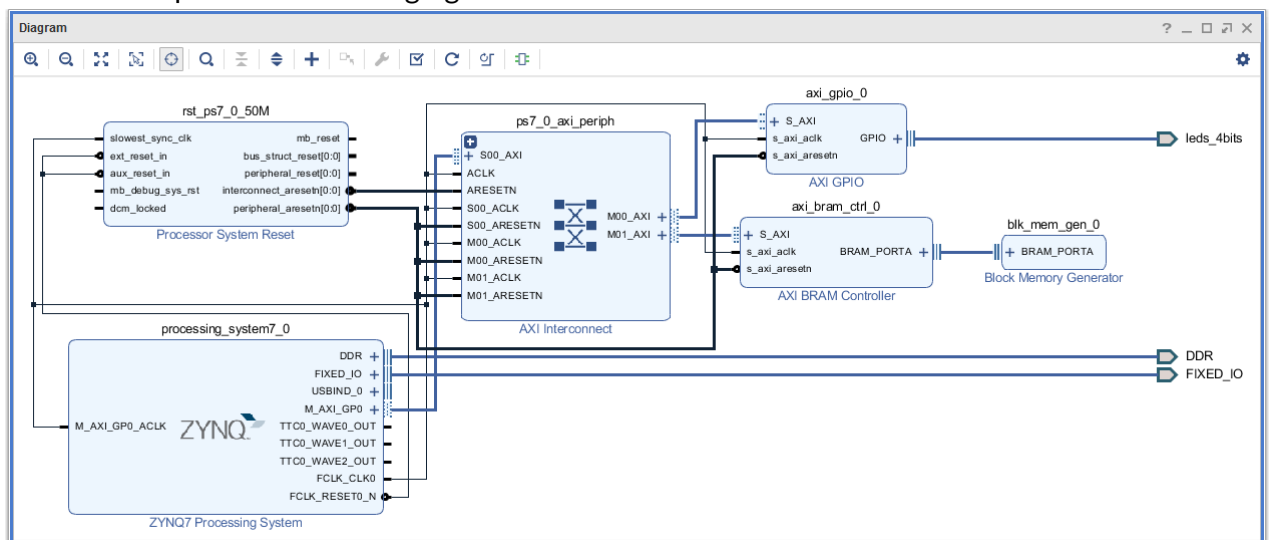 Diagram
rst_ps7_0_50M
slowest_sync_clk
ext_reset_in
aux_reset_in
mb_debug_sys_rst
dcm_locked
mb_reset
bus_struct_reset[0:0]
peripheral_reset[0:0]
interconnect_aresetn[0:0]
peripheral_aresetn[0:0]
Processor System Reset
ps7_0_axi_periph
S00_AXI
ACLK
ARESETN
S00_ACLK
S00_ARESETN
M00_ACLK
M00_ARESETN
M01_ACLK
M01_ARESETN
M00_AXI
M01_AXI
AXI Interconnect
axi_gpio_0
S_AXI
s_axi_aclk
s_axi_aresetn
GPIO
AXI GPIO
leds_4bits
axi_bram_ctrl_0
S_AXI
s_axi_aclk
s_axi_aresetn
BRAM_PORTA
AXI BRAM Controller
blk_mem_gen_0
BRAM_PORTA
Block Memory Generator
processing_system7_0
M_AXI_GP0_ACLK
ZYNQ
DDR
FIXED_IO
USBIND_0
M_AXI_GP0
TTC0_WAVE0_OUT
TTC0_WAVE1_OUT
TTC0_WAVE2_OUT
FCLK_CLK0
FCLK_RESET0_N
ZYNQ7 Processing System
DDR
FIXED_IO